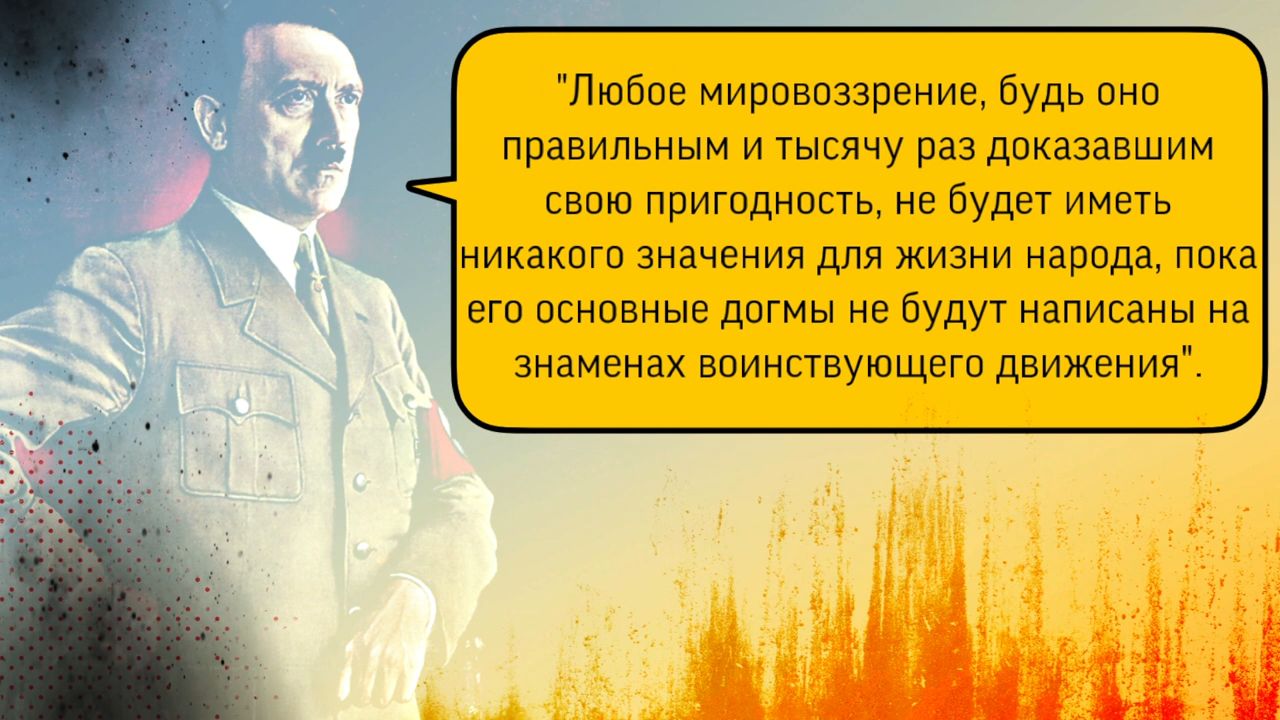 "Любое мировоззрение, будь оно
правильным и тысячу раз доказавшим
свою пригодность, не будет иметь
никакого значения для жизни народа, пока
его основные догмы не будут написаны на
знаменах воинствующего движения".